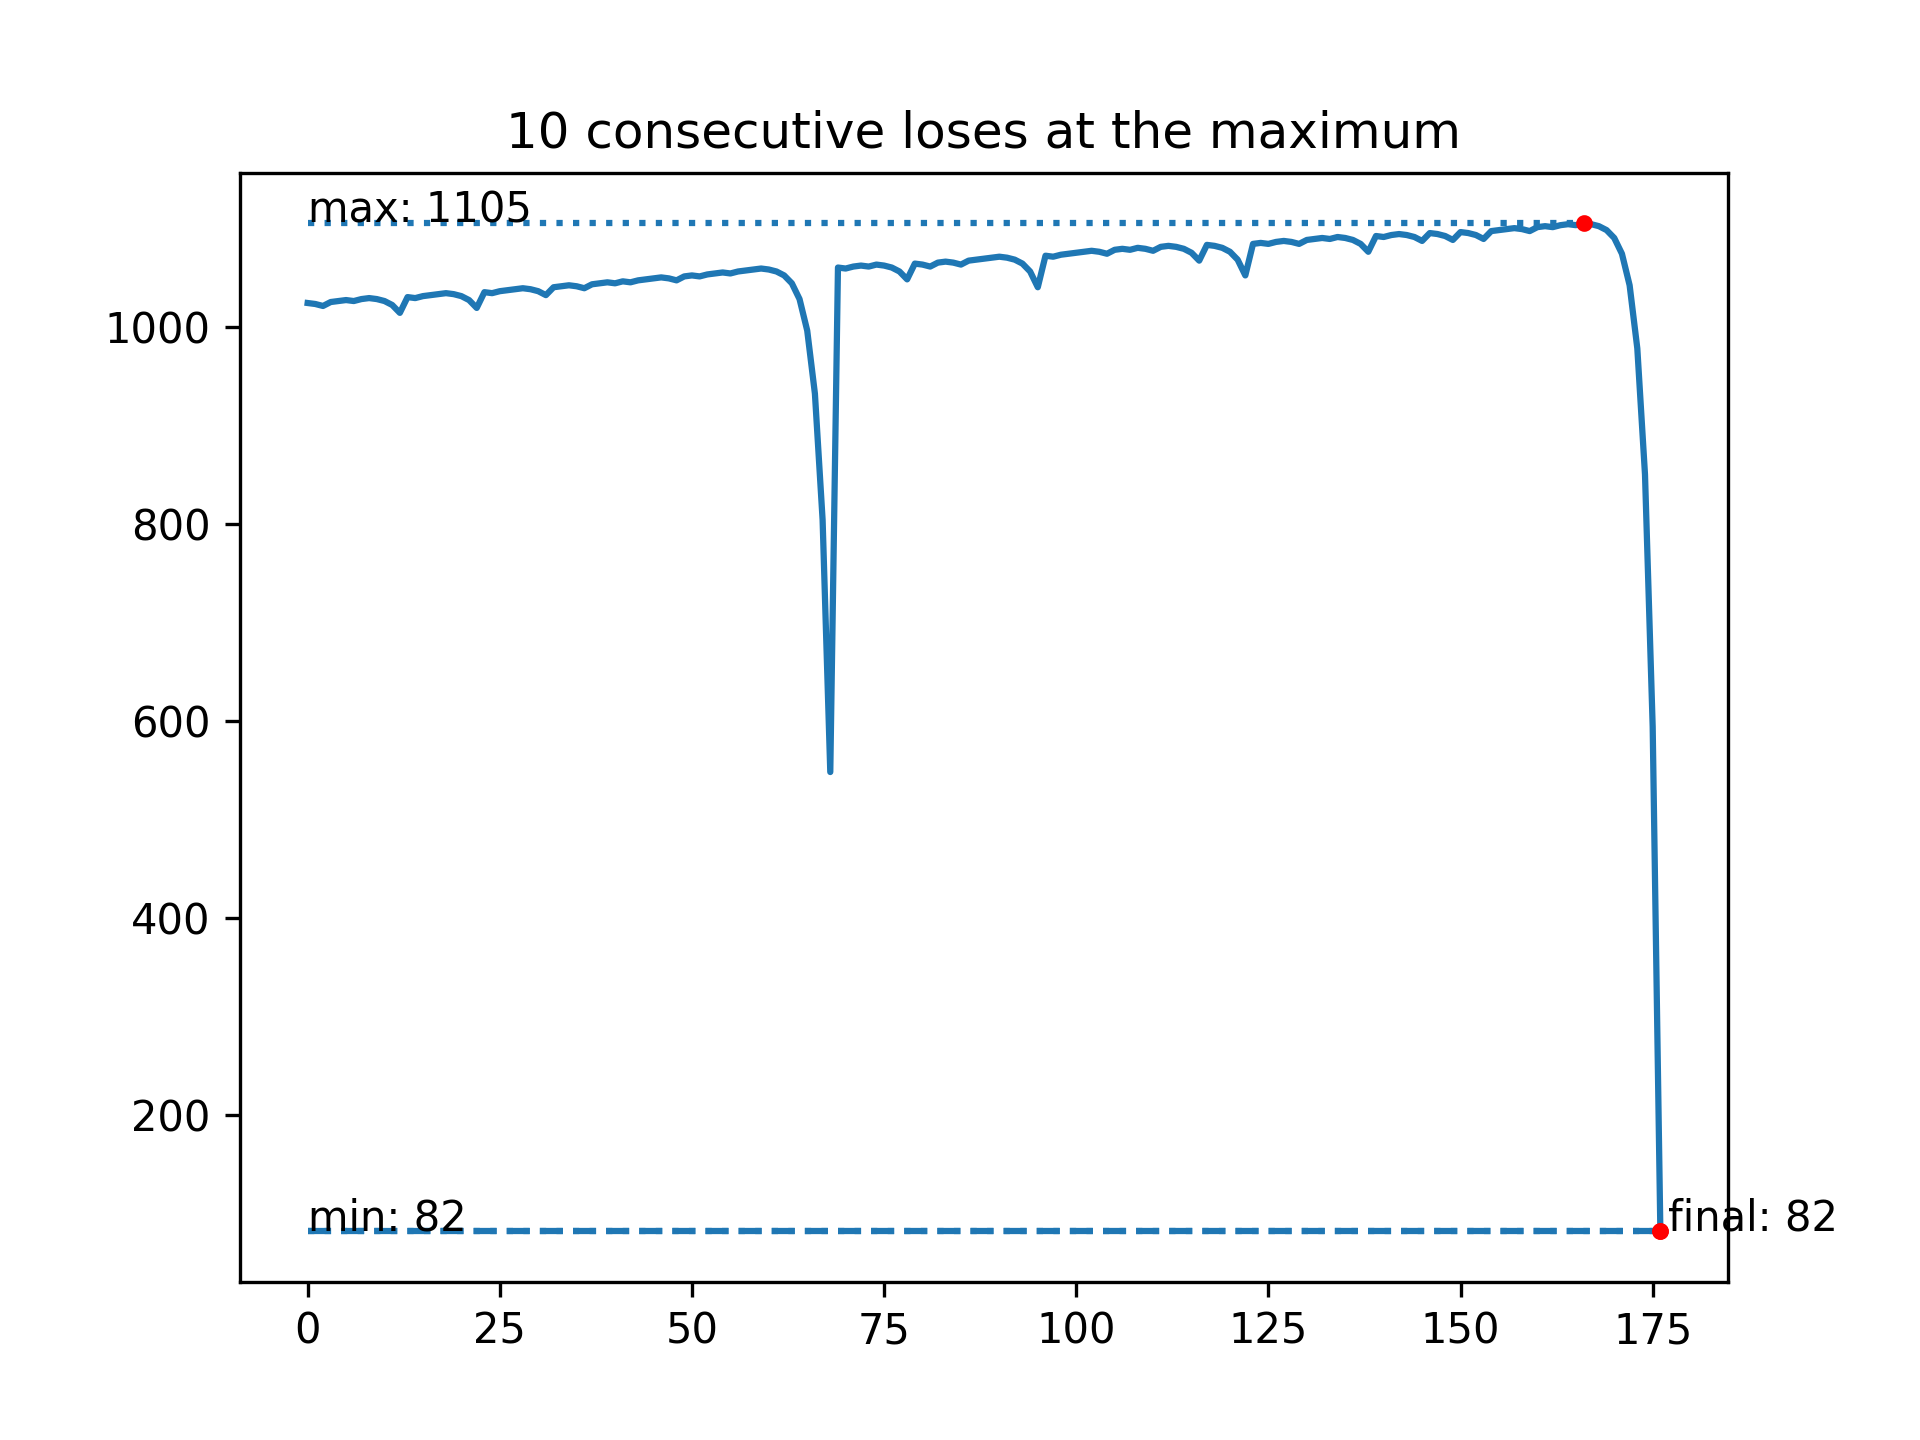 10 consecutive loses at the maximum
max: 1105
1000
800
600
400
200
min: 82
final: 82
0 25 50 75 100 125 150 175